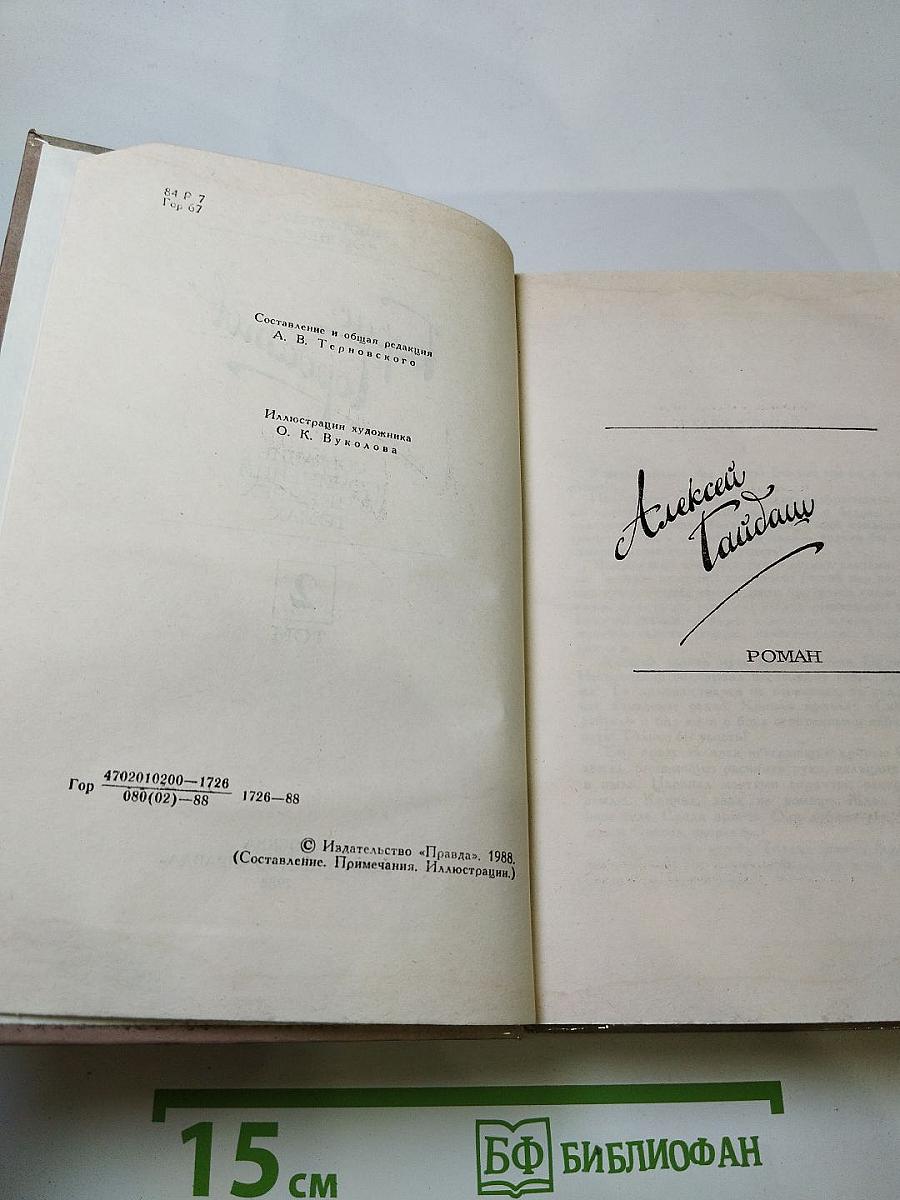 84 Р 7
Гор 67
Составление и общая редакция
А. В. Терновского
Иллюстрации художника
О. К. Вуколова
Гор 4702010200—1726
080(02)—88 1726—88
© Издательство «Правда». 1988.
(Составление. Примечания. Иллюстрации.)
Алексей
Гайдаш
РОМАН
15 см
БФ БИБЛИОФАН